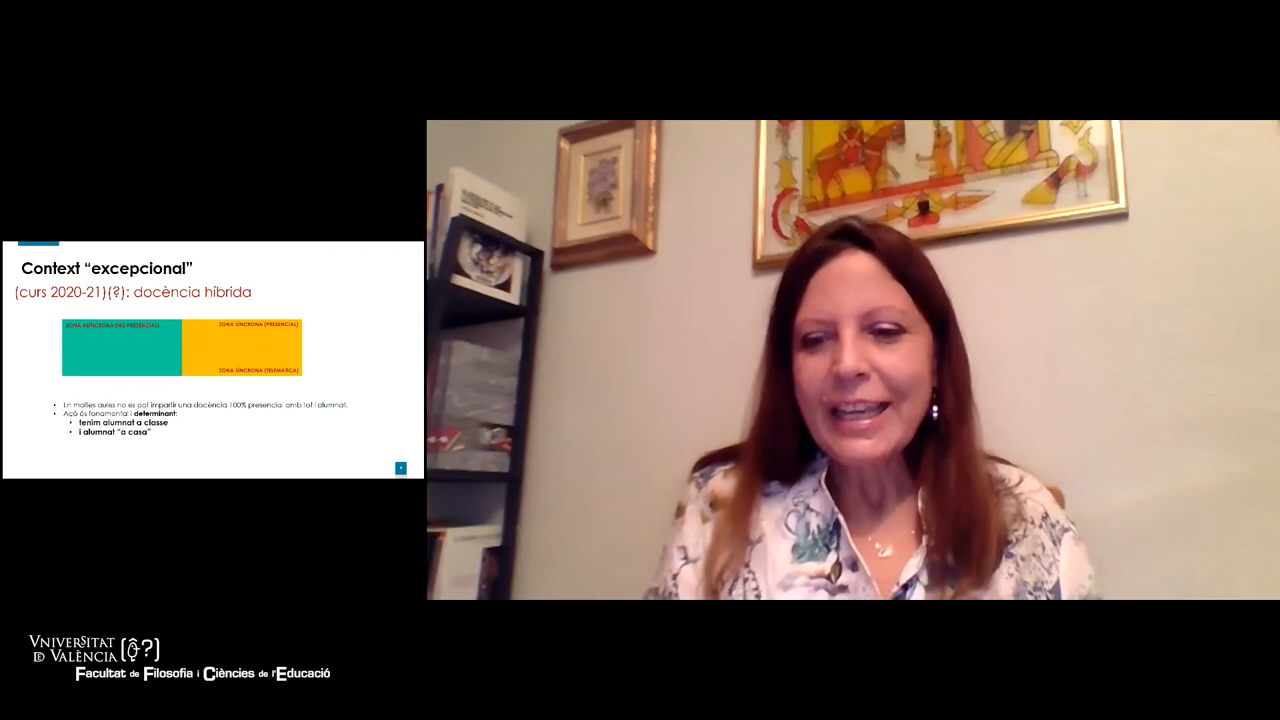 Context “excepcional”
(curs 2020-21)(?): docència híbrida
ZONA ASÍNCRONA (NO PRESENCIAL)
ZONA SÍNCRONA (PRESENCIAL)
ZONA SÍNCRONA (TELEMÀTICA)
• En moltes aules no es pot impartir una docència 100% presencial amb tot l'alumnat.
• Açò és fonamental i determinant:
• tenim alumnat a classe
• i alumnat “a casa”
VNIVERSITAT
DE VALÈNCIA
Facultat de Filosofia i Ciències de l'Educació